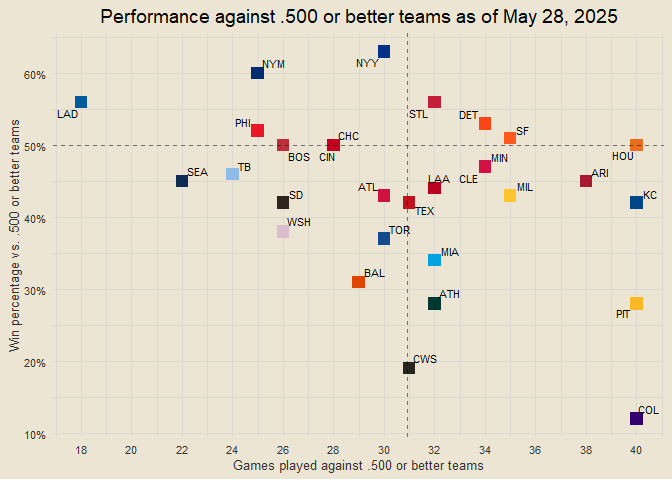 Performance against .500 or better teams as of May 28, 2025
Win percentage vs. .500 or better teams
60%
50%
40%
30%
20%
10%
NYY
NYM
LAD
STL
PHI
DET
SF
CHC
BOS
CIN
HOU
SEA
TB
MIN
CLE
LAA
ARI
ATL
MIL
KC
SD
TEX
WSH
TOR
MIA
BAL
ATH
PIT
CWS
COL
18 20 22 24 26 28 30 32 34 36 38 40
Games played against .500 or better teams